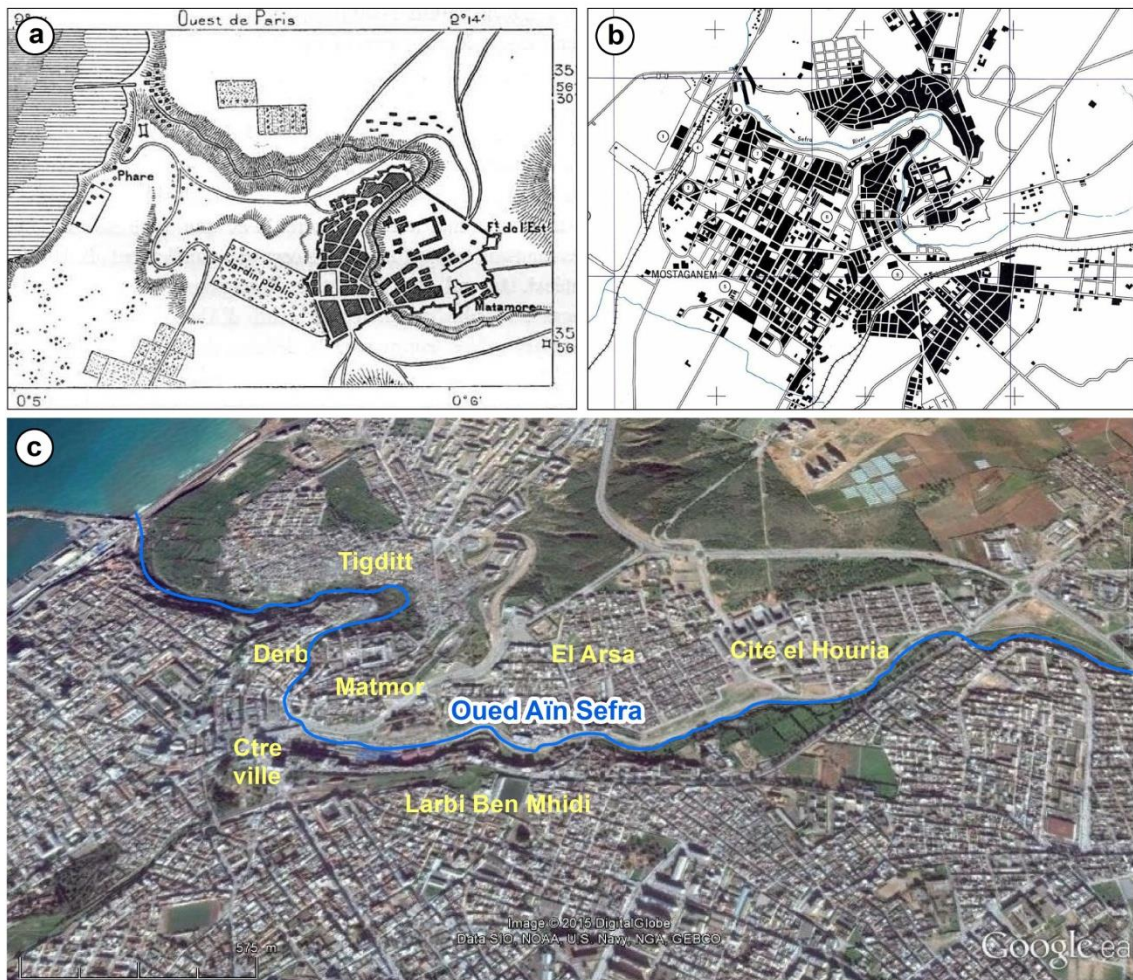 a
Ouest de Paris
2°14'
35
56'
30"
Phare
Jardin public
Ft. de l'Est
Matamore
35
56
0°5'
0°6'
b
Aïn
Sefra
River
MOSTAGANEM
c
Tigditt
Derb
Matmor
El Arsa
Cité el Houria
Oued Aïn Sefra
Ctre
ville
Larbi Ben Mhidi
Image © 2015 DigitalGlobe
Data SIO, NOAA, U.S. Navy, NGA, GEBCO
575 m
Google ea